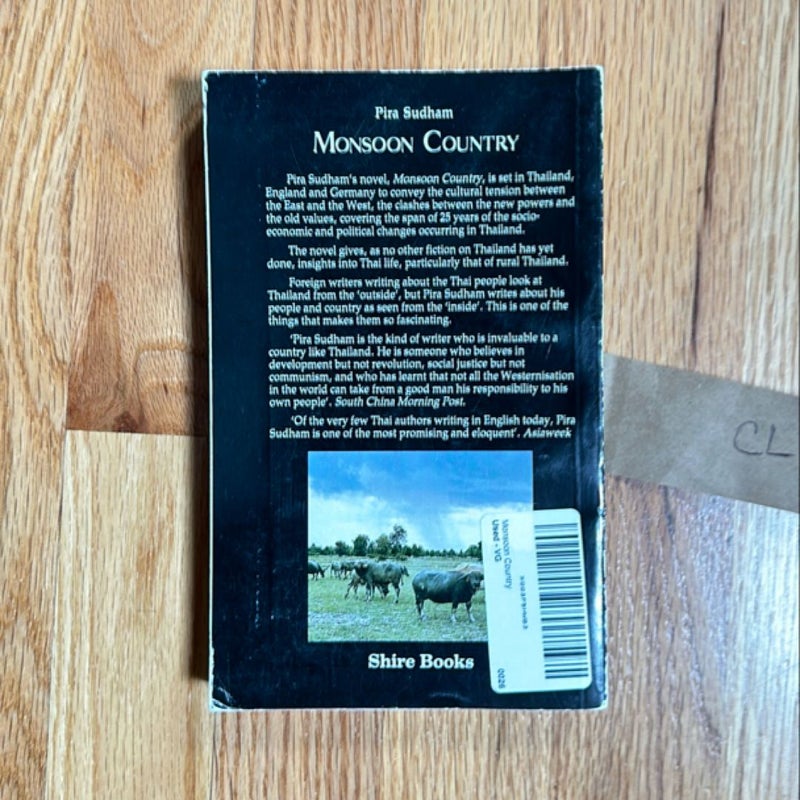 Pira Sudham
MONSOON COUNTRY
Pira Sudham's novel, Monsoon Country, is set in Thailand,
England and Germany to convey the cultural tension between
the East and the West, the clashes between the new powers and
the old values, covering the span of 25 years of the socio-
economic and political changes occurring in Thailand.
The novel gives, as no other fiction on Thailand has yet
done, insights into Thai life, particularly that of rural Thailand.
Foreign writers writing about the Thai people look at
Thailand from the 'outside', but Pira Sudham writes about his
people and country as seen from the 'inside'. This is one of the
things that makes them so fascinating.
'Pira Sudham is the kind of writer who is invaluable to a
country like Thailand. He is someone who believes in
development but not revolution, social justice but not
communism, and who has learnt that not all the Westernisation
in the world can take from a good man his responsibility to his
own people'. South China Morning Post.
'Of the very few Thai authors writing in English today, Pira
Sudham is one of the most promising and eloquent'. Asiaweek
Shire Books
Monsoon Country
Used - VG
0026
CL